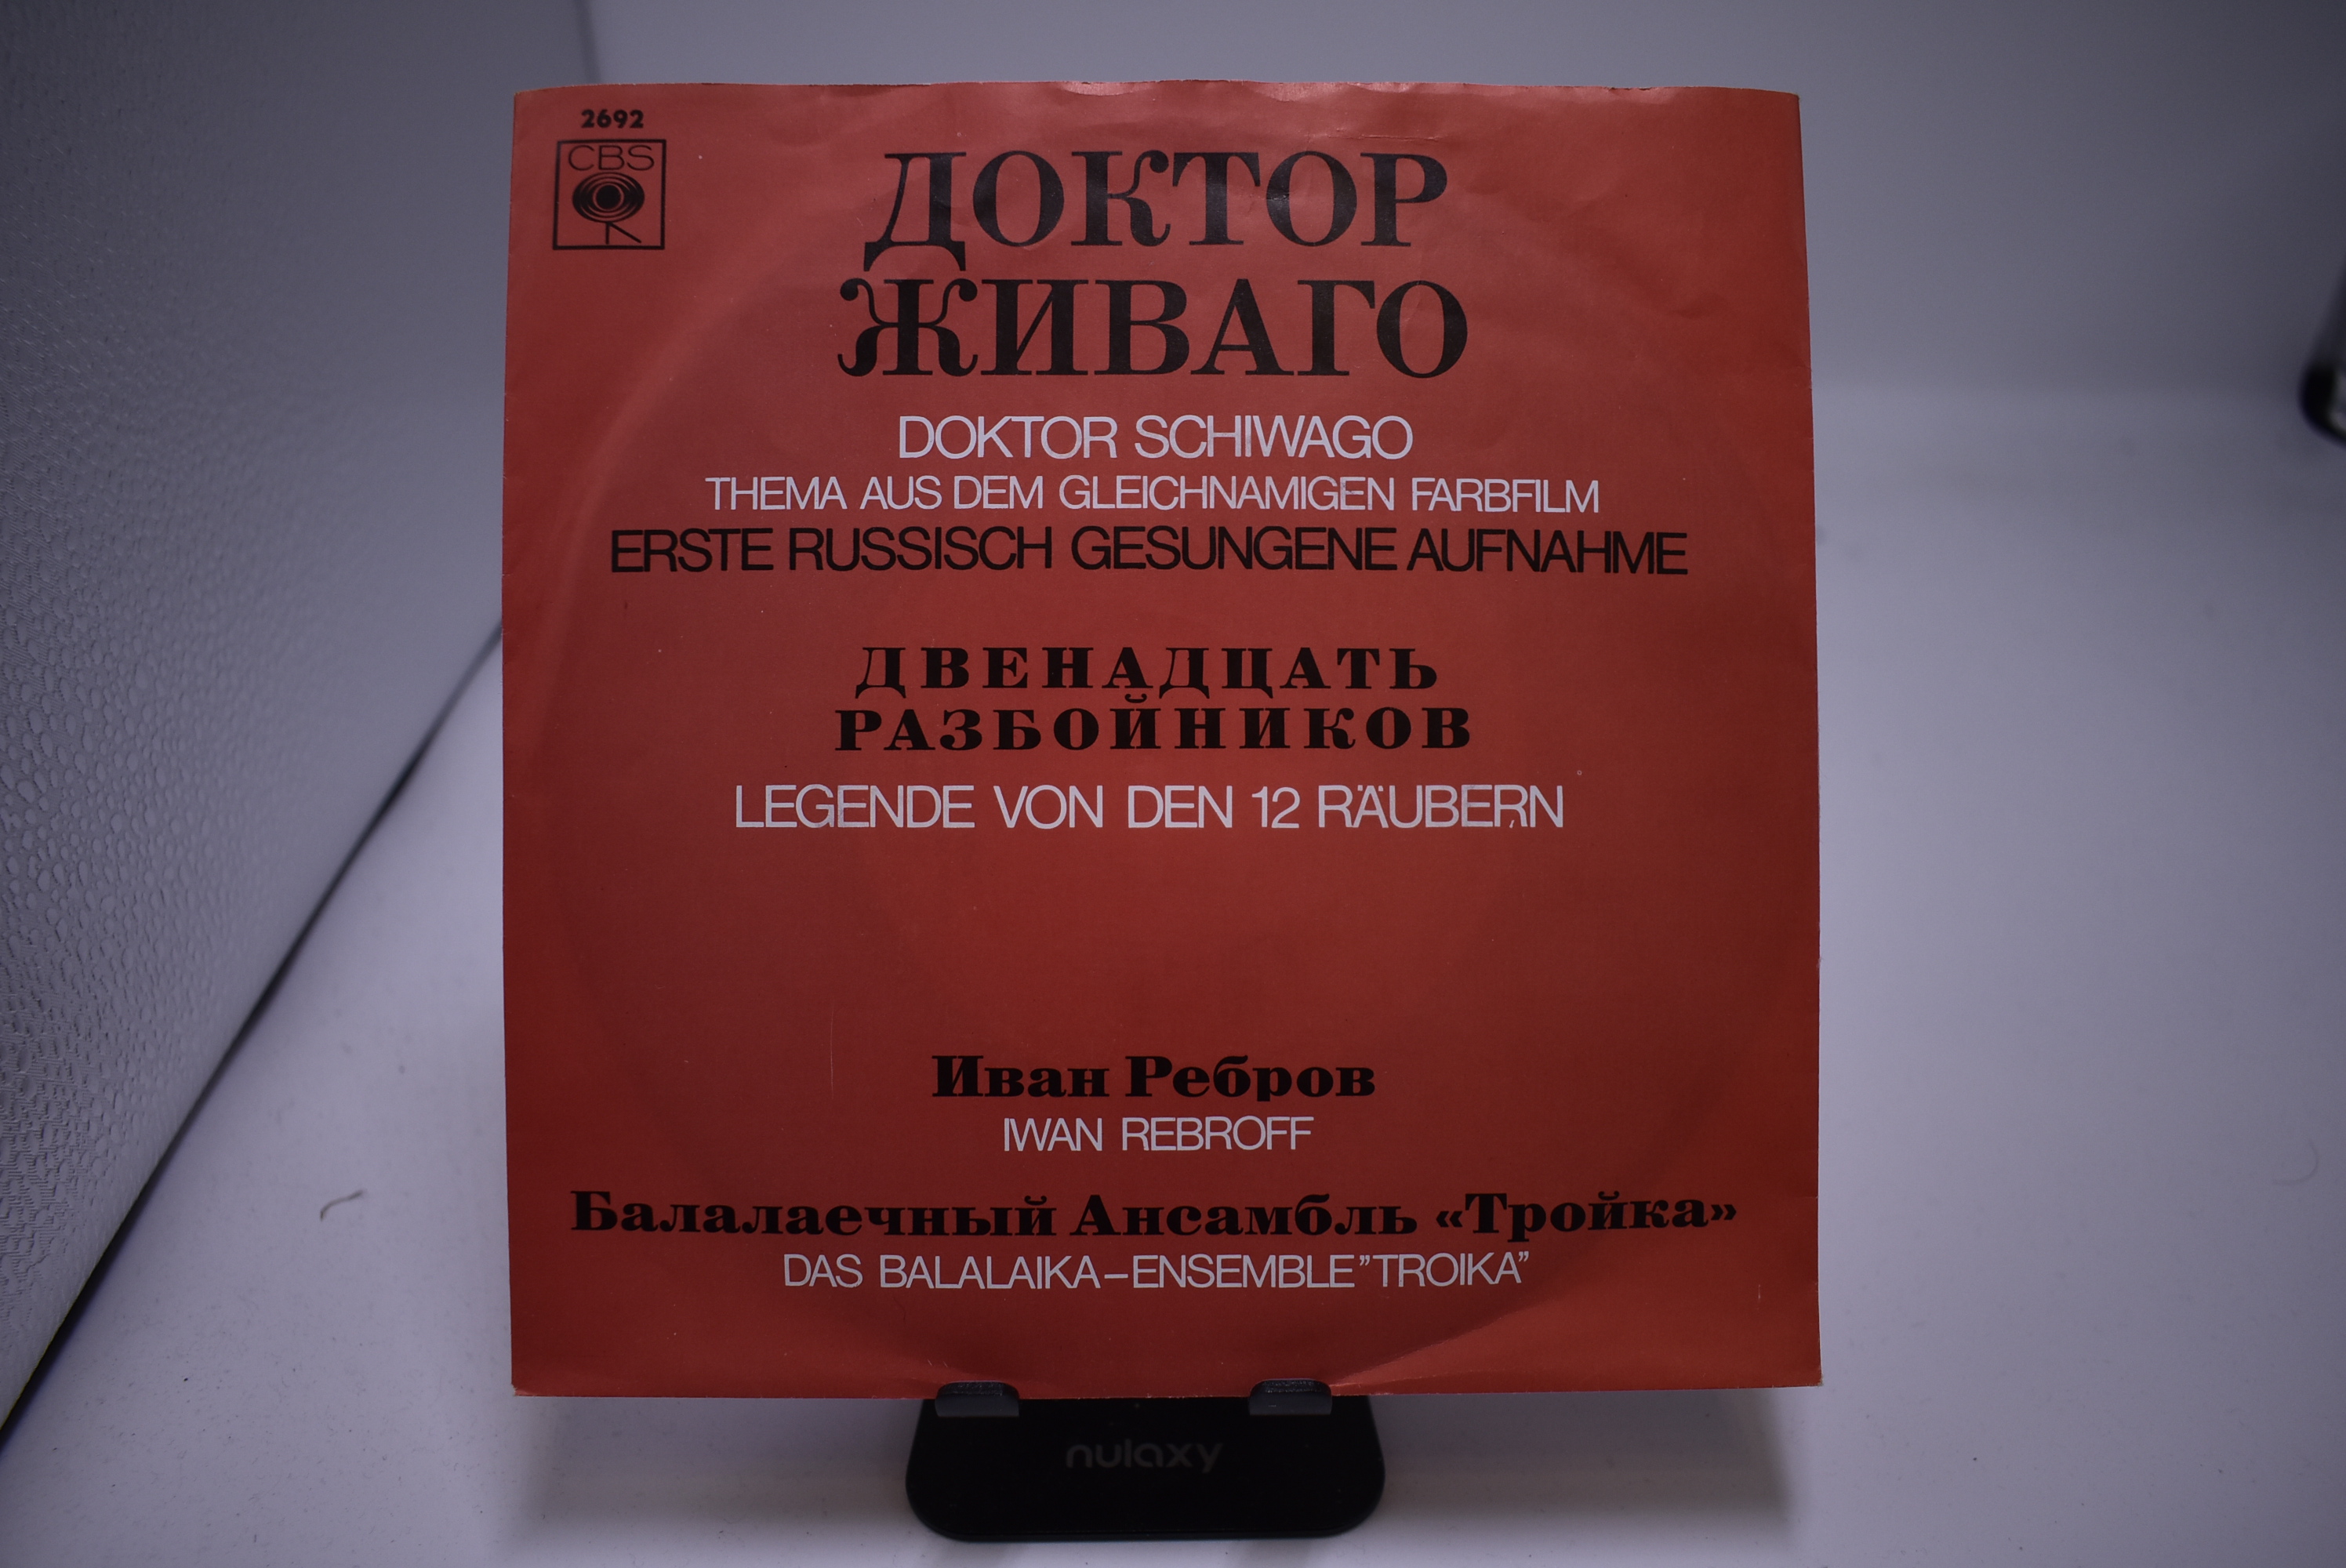 2692
CBS
ДОКТОР
ЖИВАГО
DOKTOR SCHIWAGO
THEMA AUS DEM GLEICHNAMIGEN FARBFILM
ERSTE RUSSISCH GESUNGENE AUFNAHME
ДВЕНАДЦАТЬ
РАЗБОЙНИКОВ
LEGENDE VON DEN 12 RÄUBERN
Иван Ребров
IWAN REBROFF
Балалаечный Ансамбль «Тройка»
DAS BALALAIKA–ENSEMBLE”TROIKA”
nulaxy